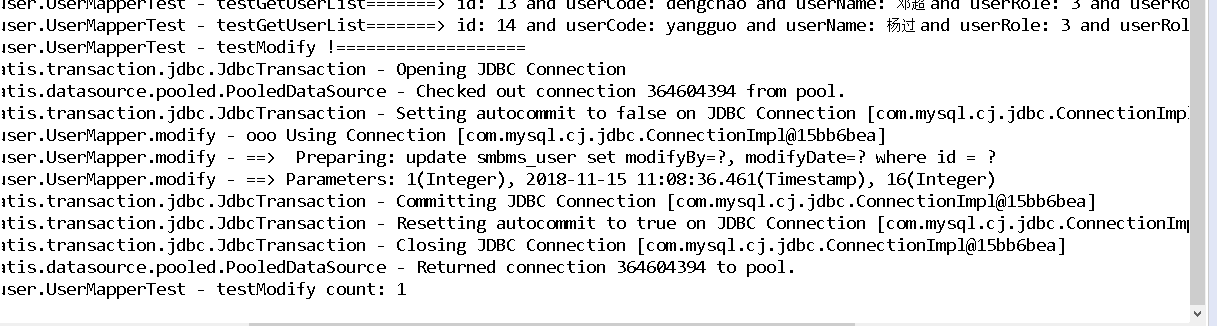 user.UserMapperTest - testGetUserList=======> id: 13 and userCode: dengchao and userName: 邓超 and userRole: 3 and userRo
user.UserMapperTest - testGetUserList=======> id: 14 and userCode: yangguo and userName: 杨过 and userRole: 3 and userRol
user.UserMapperTest - testModify !===================
atis.transaction.jdbc.JdbcTransaction - Opening JDBC Connection
atis.datasource.pooled.PooledDataSource - Checked out connection 364604394 from pool.
atis.transaction.jdbc.JdbcTransaction - Setting autocommit to false on JDBC Connection [com.mysql.cj.jdbc.ConnectionImpl
user.UserMapper.modify - ooo Using Connection [com.mysql.cj.jdbc.ConnectionImpl@15bb6bea]
user.UserMapper.modify - ==>  Preparing: update smbms_user set modifyBy=?, modifyDate=? where id = ?
user.UserMapper.modify - ==> Parameters: 1(Integer), 2018-11-15 11:08:36.461(Timestamp), 16(Integer)
atis.transaction.jdbc.JdbcTransaction - Committing JDBC Connection [com.mysql.cj.jdbc.ConnectionImpl@15bb6bea]
atis.transaction.jdbc.JdbcTransaction - Resetting autocommit to true on JDBC Connection [com.mysql.cj.jdbc.ConnectionImp
atis.transaction.jdbc.JdbcTransaction - Closing JDBC Connection [com.mysql.cj.jdbc.ConnectionImpl@15bb6bea]
atis.datasource.pooled.PooledDataSource - Returned connection 364604394 to pool.
user.UserMapperTest - testModify count: 1